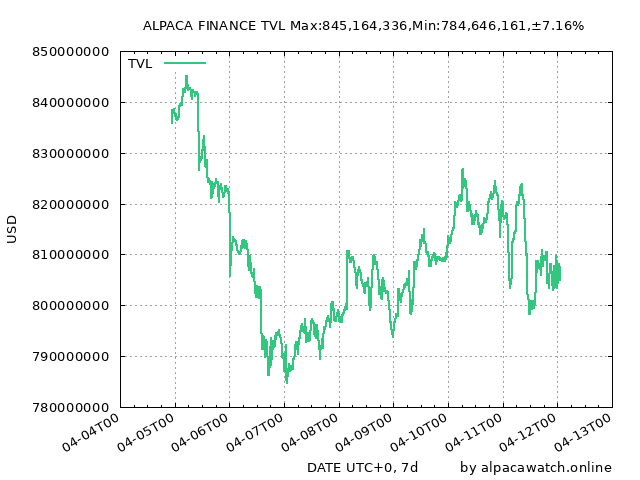 ALPACA FINANCE TVL Max:845,164,336,Min:784,646,161,±7.16%
850000000
TVL
840000000
830000000
820000000
USD
810000000
800000000
790000000
780000000
04-04T00
04-05T00
04-06T00
04-07T00
04-08T00
04-09T00
04-10T00
04-11T00
04-12T00
04-13T00
DATE UTC+0, 7d
by alpacawatch.online